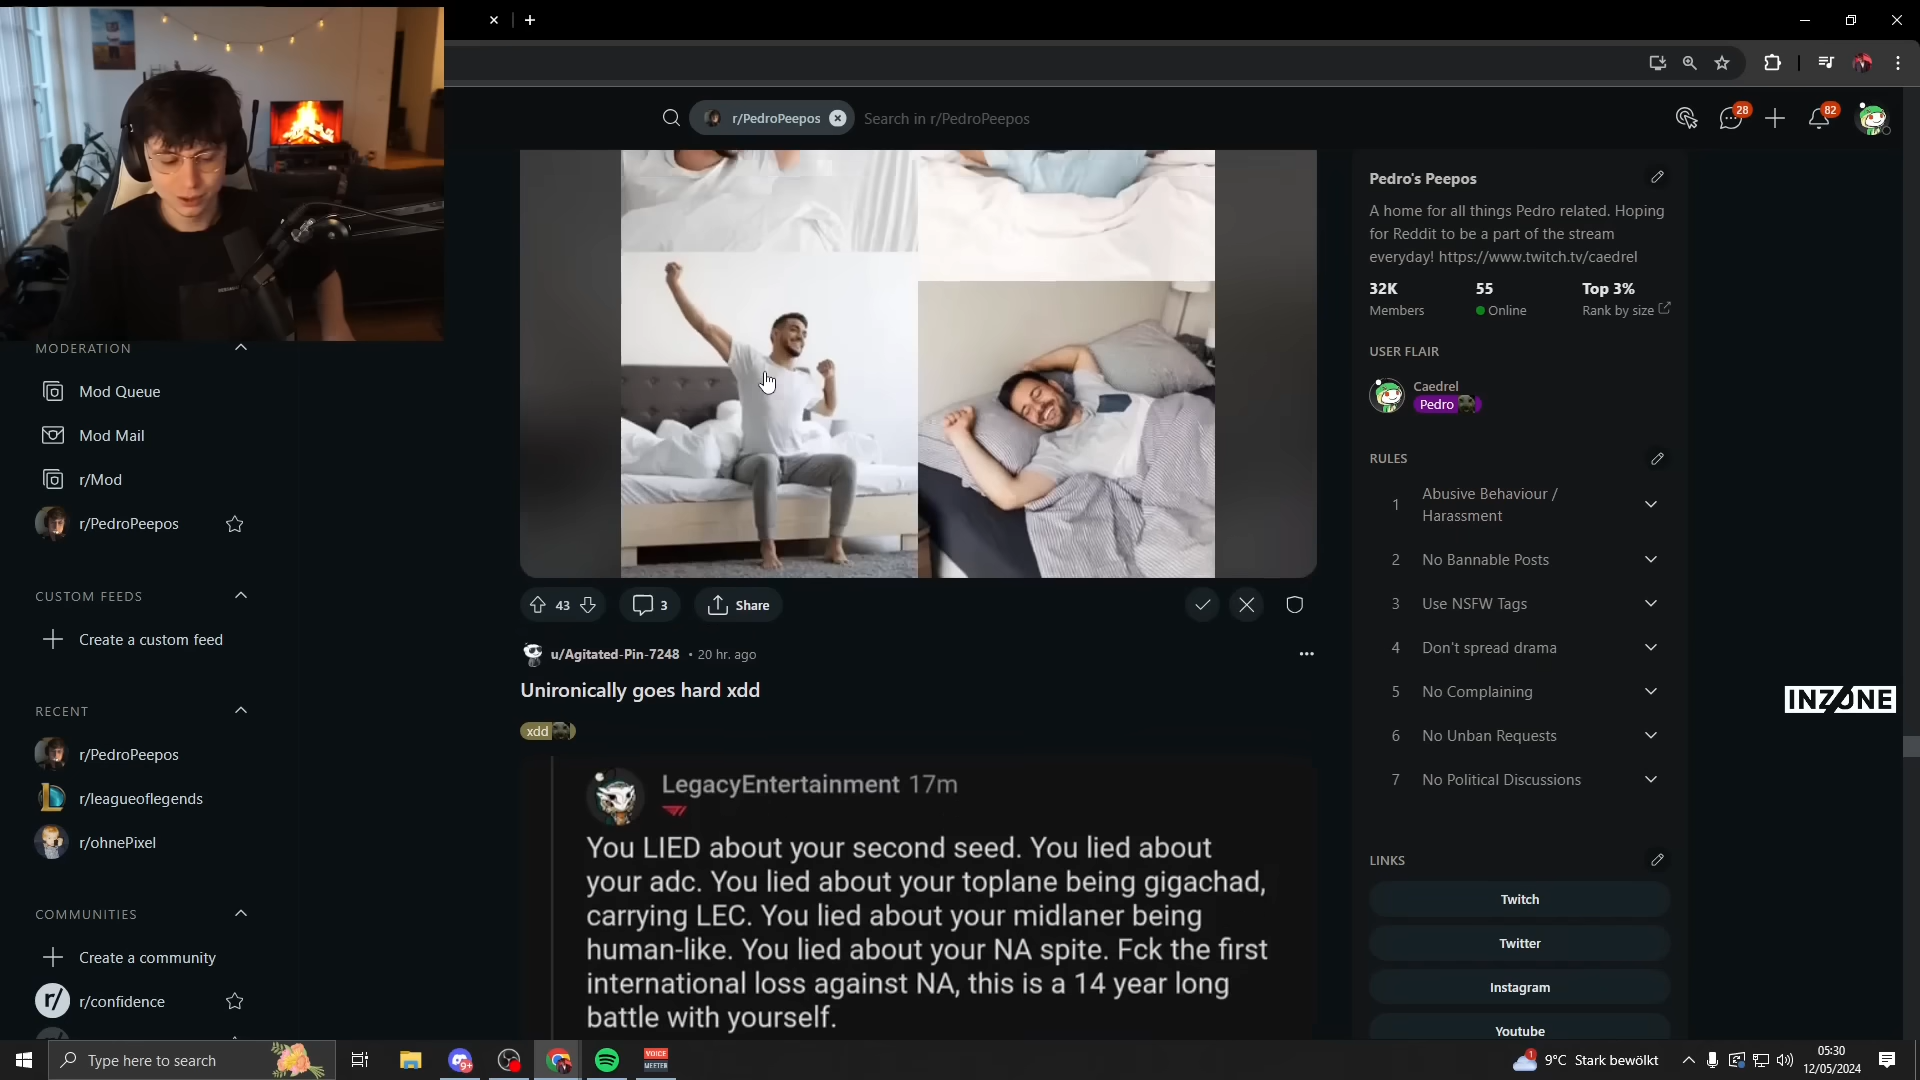 r/PedroPeepos
Search in r/PedroPeepos
28
82
MODERATION
Mod Queue
Mod Mail
r/Mod
r/PedroPeepos
CUSTOM FEEDS
Create a custom feed
RECENT
r/PedroPeepos
r/leagueoflegends
r/ohnePixel
COMMUNITIES
Create a community
r/confidence
43
3
Share
u/Agitated-Pin-7248 • 20 hr. ago
Unironically goes hard xdd
xdd
LegacyEntertainment 17m
You LIED about your second seed. You lied about
your adc. You lied about your toplane being gigachad,
carrying LEC. You lied about your midlaner being
human-like. You lied about your NA spite. Fck the first
international loss against NA, this is a 14 year long
battle with yourself.
Pedro's Peepos
A home for all things Pedro related. Hoping
for Reddit to be a part of the stream
everyday! https://www.twitch.tv/caedrel
32K
55
Top 3%
Members
Online
Rank by size
USER FLAIR
Caedrel
Pedro
RULES
1 Abusive Behaviour /
Harassment
2 No Bannable Posts
3 Use NSFW Tags
4 Don't spread drama
5 No Complaining
6 No Unban Requests
7 No Political Discussions
LINKS
Twitch
Twitter
Instagram
Youtube
INZONE
Type here to search
9+
VOICE
MEETER
1
9°C Stark bewölkt
05:30
12/05/2024